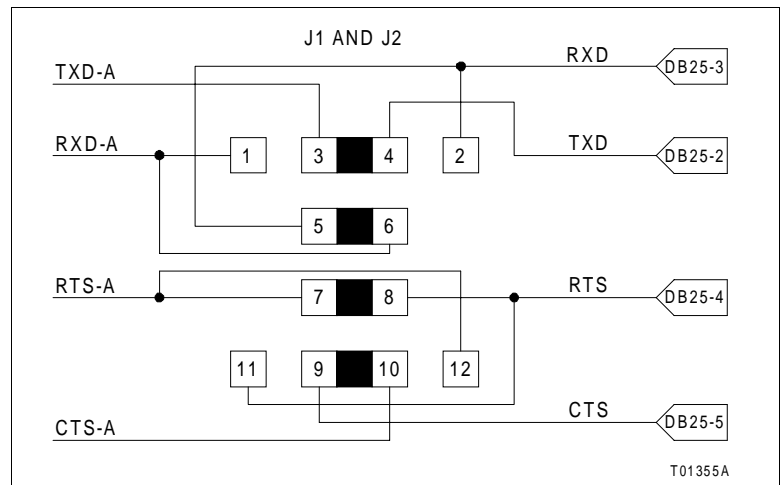 J1 AND J2
RXD
DB25-3
TXD-A
RXD-A
1
3
4
2
TXD
DB25-2
5
6
RTS-A
7
8
RTS
DB25-4
11
9
10
12
CTS
DB25-5
CTS-A
T01355A